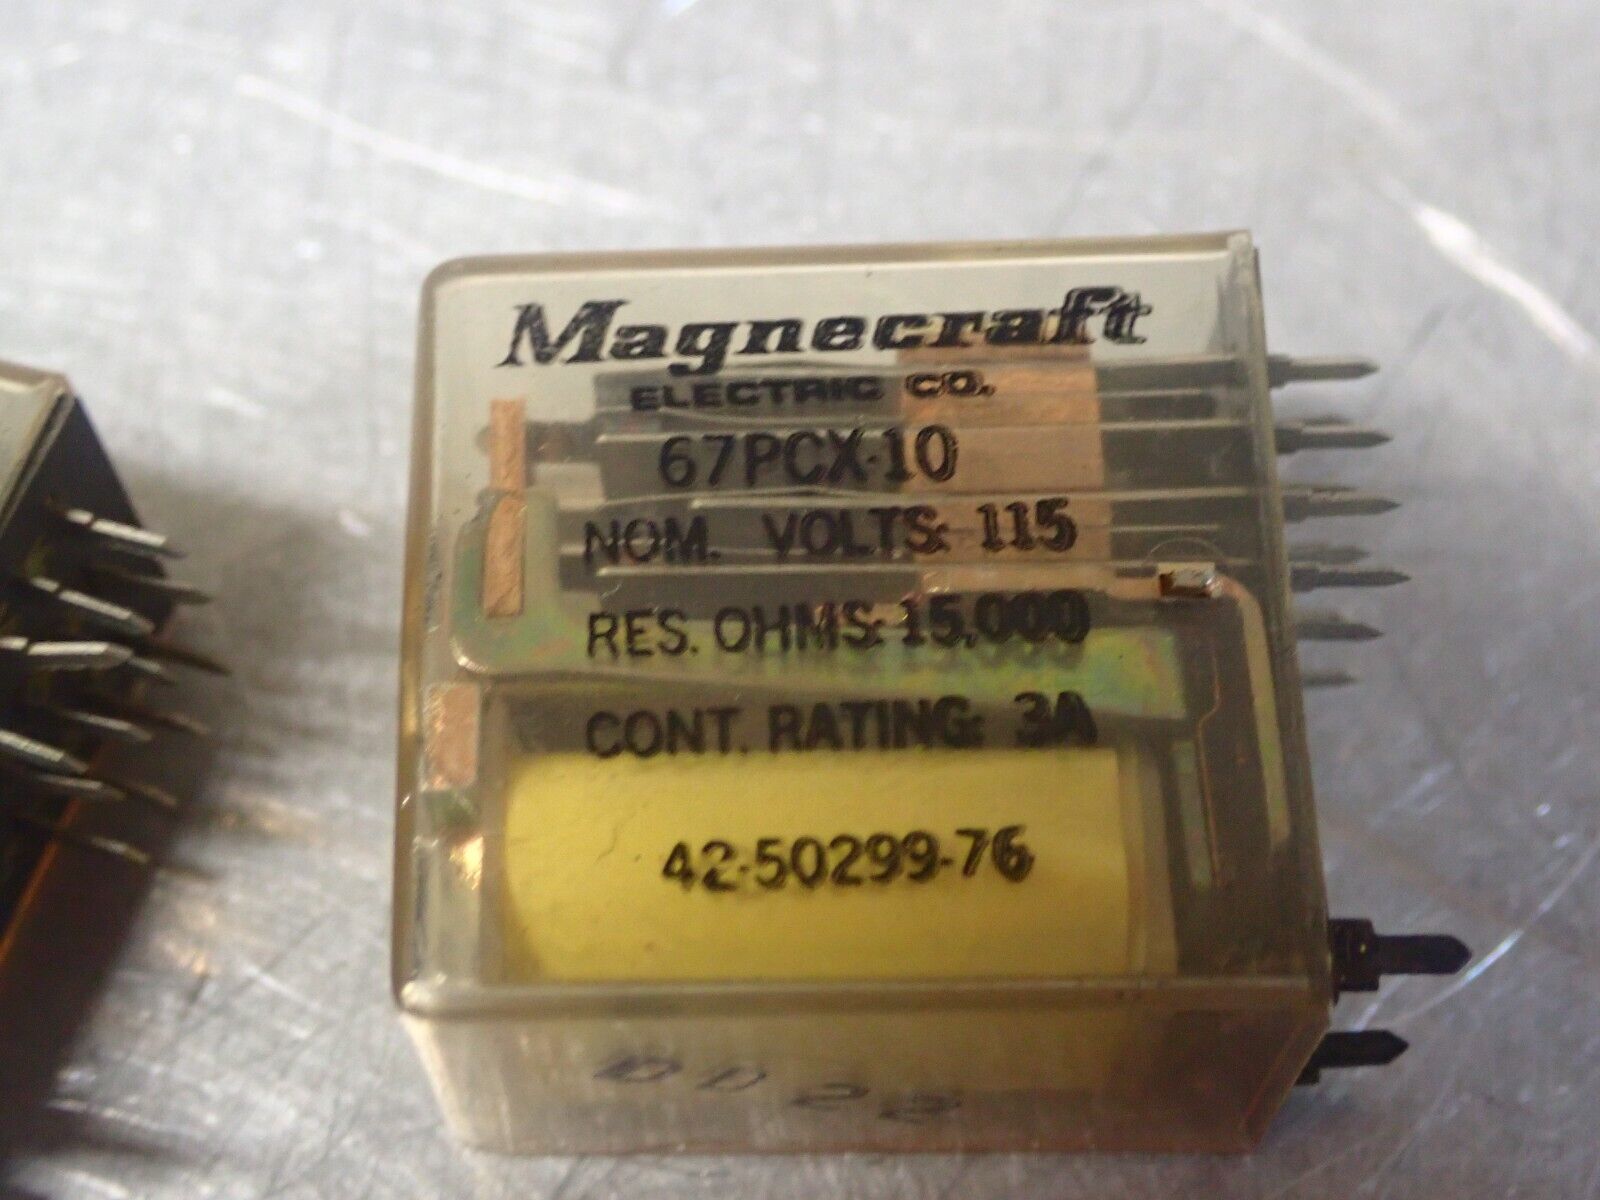 Magnecraft
ELECTRIC CO.
67PCX-10
NOM. VOLTS: 115
RES. OHMS: 15,000
CONT. RATING: 3A
42-50299-76